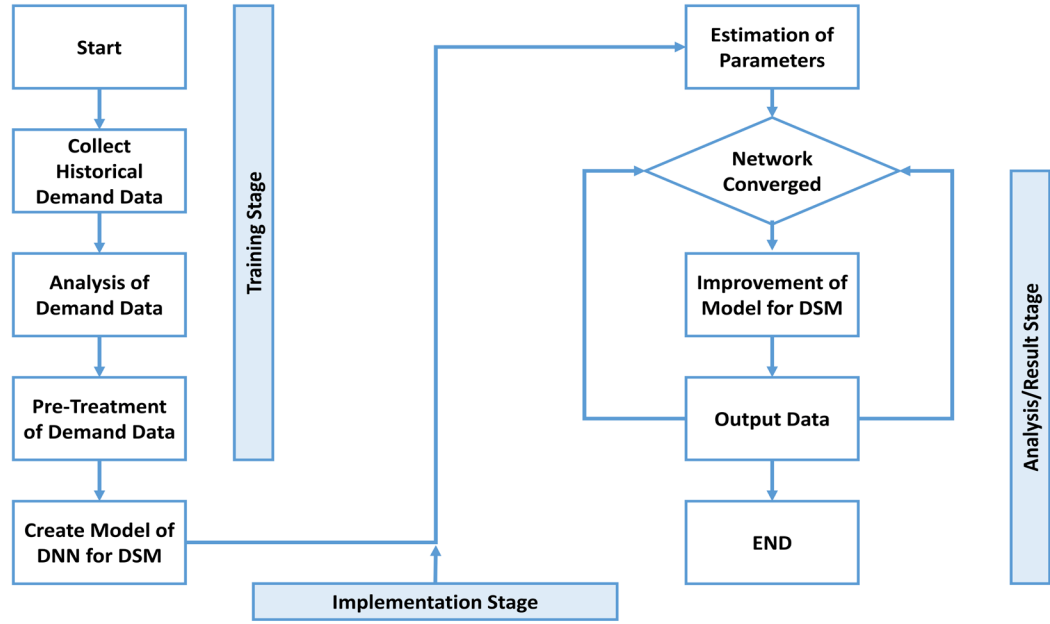 Start
Collect
Historical
Demand Data
Analysis of
Demand Data
Pre-Treatment
of Demand Data
Create Model of
DNN for DSM
Training Stage
Implementation Stage
Estimation of
Parameters
Network
Converged
Improvement of
Model for DSM
Output Data
END
Analysis/Result Stage